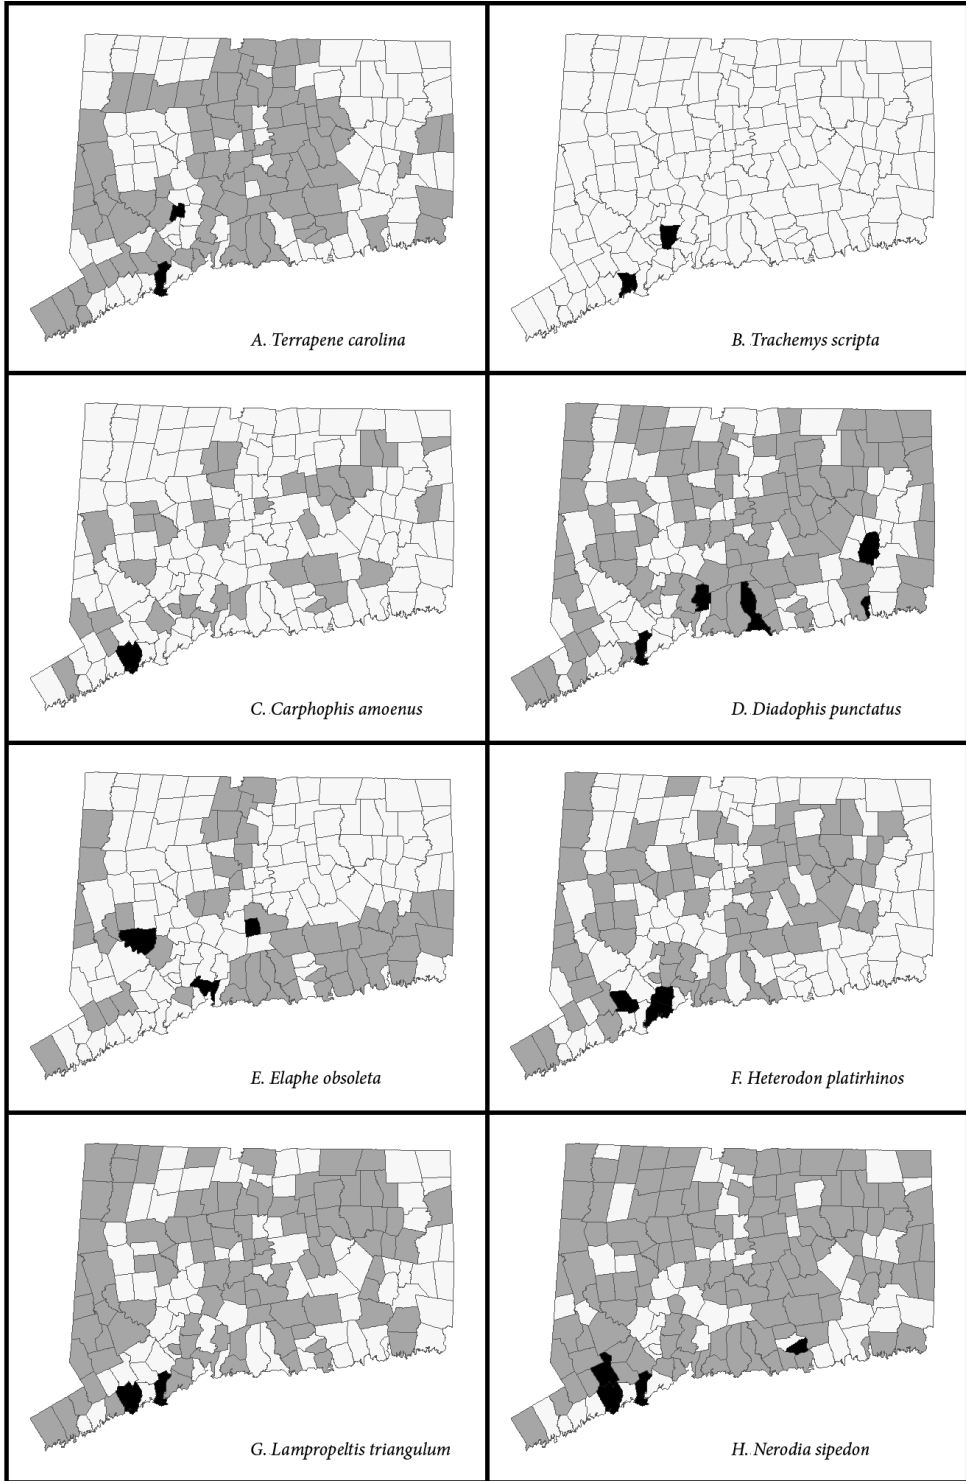 A. Terrapene carolina
B. Trachemys scripta
C. Carphophis amoenus
D. Diadophis punctatus
E. Elaphe obsoleta
F. Heterodon platirhinos
G. Lampropeltis triangulum
H. Nerodia sipedon